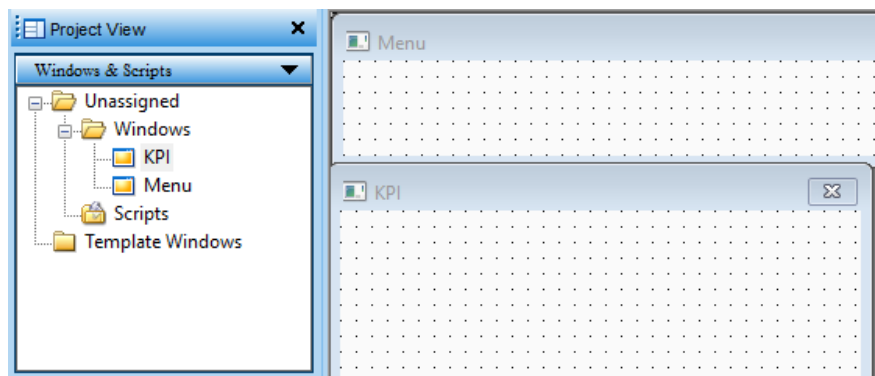 Project View
Windows & Scripts
Unassigned
Windows
KPI
Menu
Scripts
Template Windows
Menu
KPI